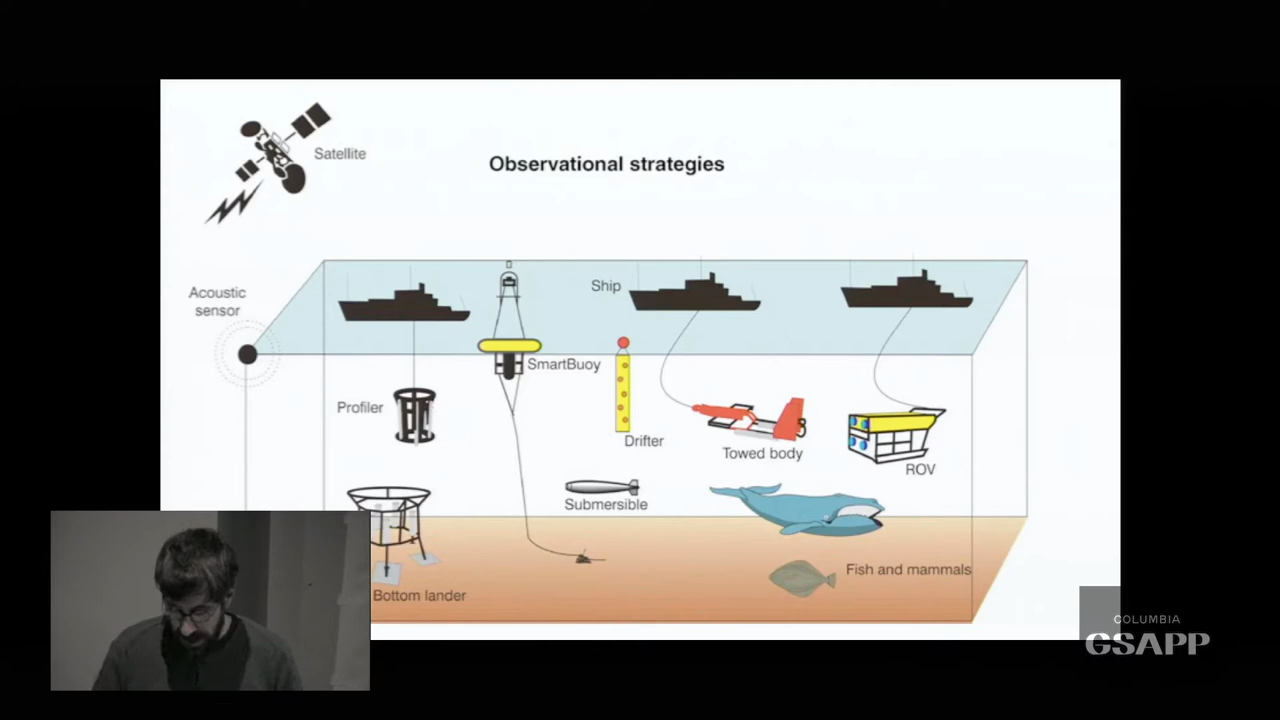 Observational strategies
Satellite
Acoustic
sensor
Ship
SmartBuoy
Profiler
Drifter
Towed body
ROV
Submersible
Fish and mammals
Bottom lander
COLUMBIA
GSAPP